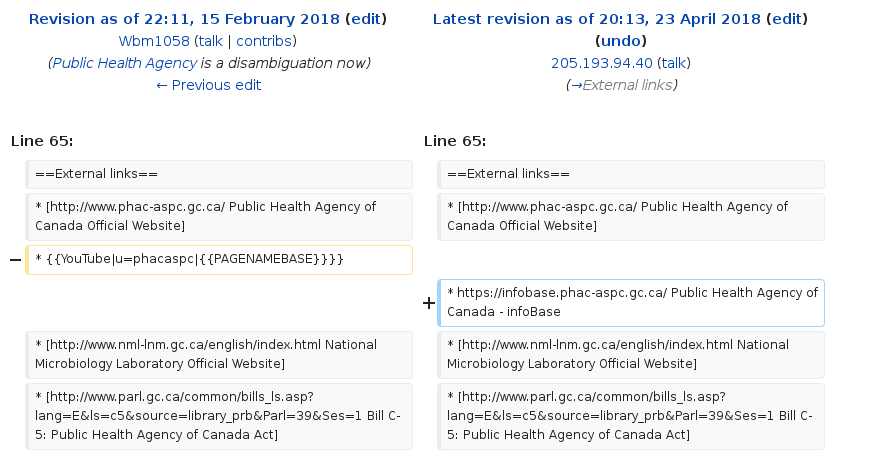 Revision as of 22:11, 15 February 2018 (edit)
Wbm1058 (talk | contribs)
(Public Health Agency is a disambiguation now)
← Previous edit
Latest revision as of 20:13, 23 April 2018 (edit)
(undo)
205.193.94.40 (talk)
(→External links)
Line 65:
Line 65:
==External links==
==External links==
* [http://www.phac-aspc.gc.ca/ Public Health Agency of
Canada Official Website]
* [http://www.phac-aspc.gc.ca/ Public Health Agency of
Canada Official Website]
− * {{YouTube|u=phacaspc|{{PAGENAMEBASE}}}}
+ * https://infobase.phac-aspc.gc.ca/ Public Health Agency of
Canada - infoBase
* [http://www.nml-lnm.gc.ca/english/index.html National
Microbiology Laboratory Official Website]
* [http://www.nml-lnm.gc.ca/english/index.html National
Microbiology Laboratory Official Website]
* [http://www.parl.gc.ca/common/bills_ls.asp?
lang=E&ls=c5&source=library_prb&Parl=39&Ses=1 Bill C-
5: Public Health Agency of Canada Act]
* [http://www.parl.gc.ca/common/bills_ls.asp?
lang=E&ls=c5&source=library_prb&Parl=39&Ses=1 Bill C-
5: Public Health Agency of Canada Act]